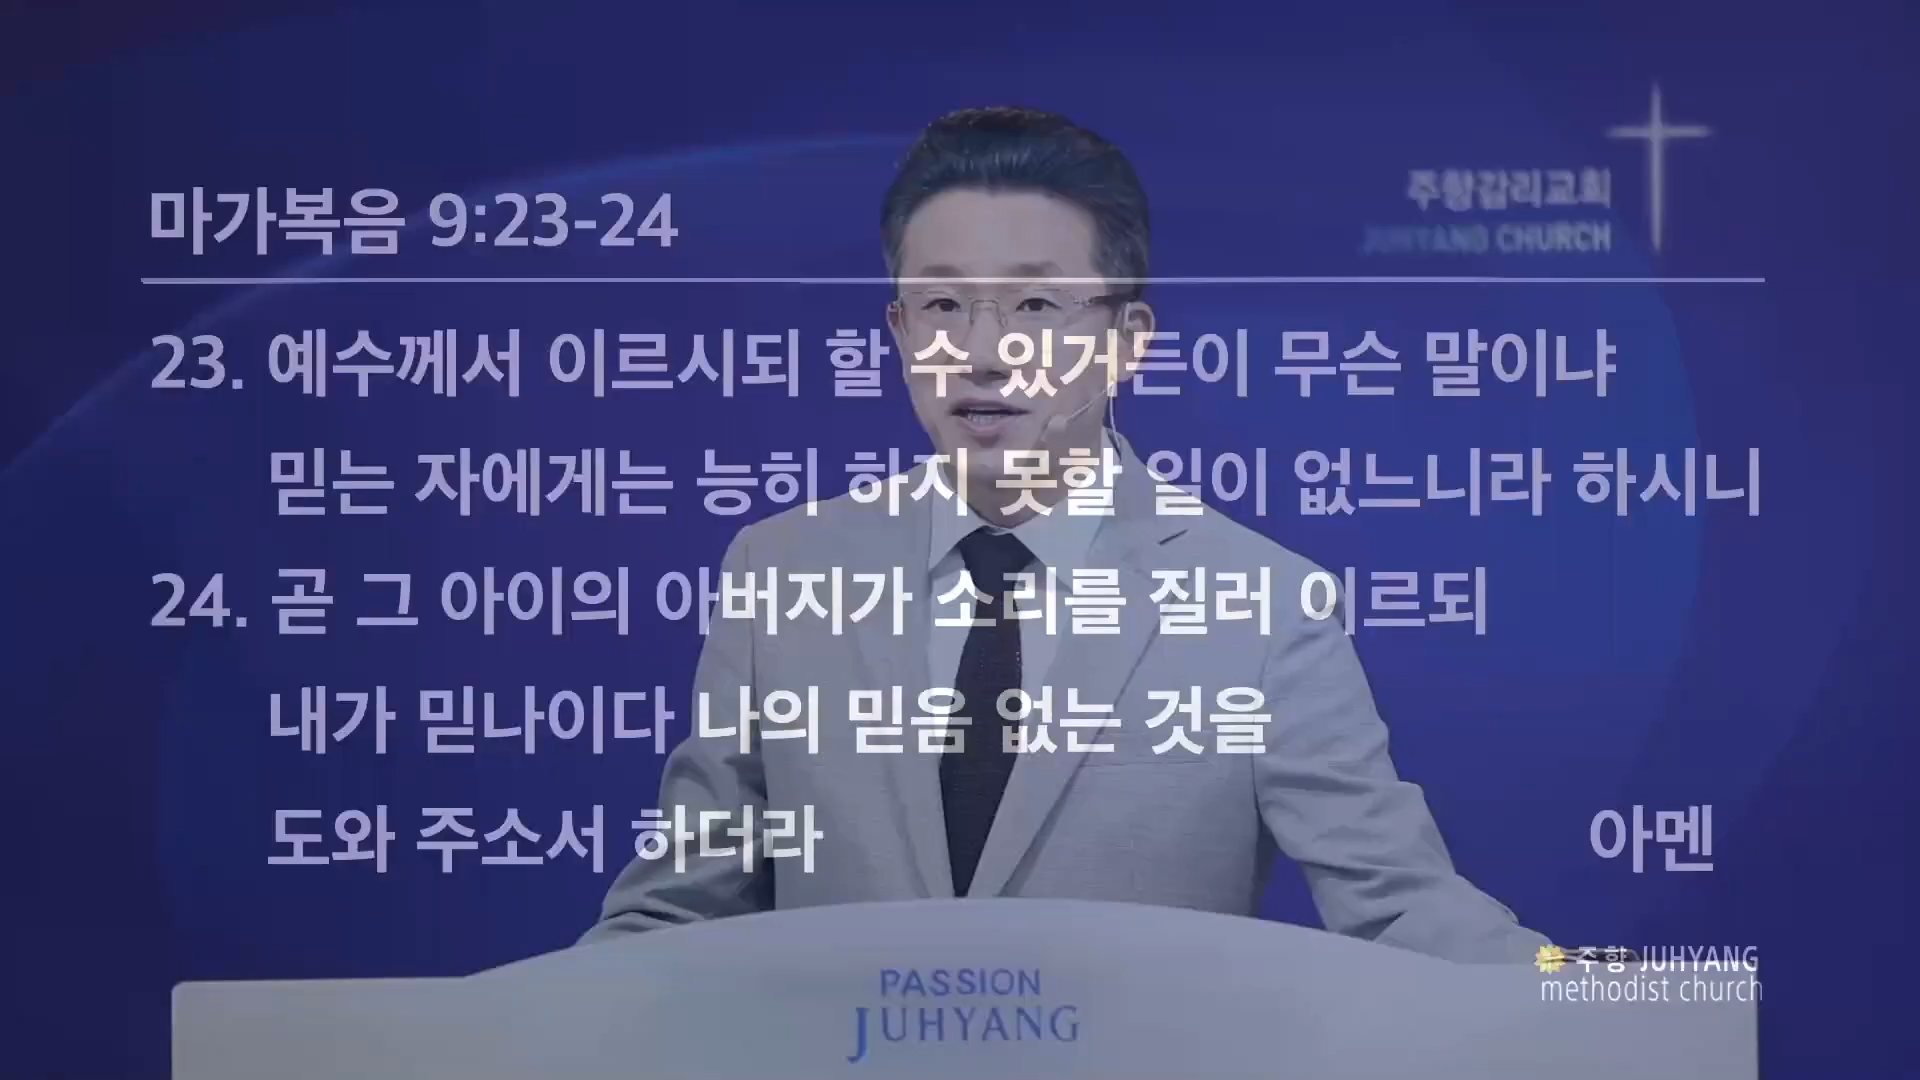 주향감리교회
JUHYANG CHURCH
마가복음 9:23-24
23. 예수께서 이르시되 할 수 있거든이 무슨 말이냐
믿는 자에게는 능히 하지 못할 일이 없느니라 하시니
24. 곧 그 아이의 아버지가 소리를 질러 이르되
내가 믿나이다 나의 믿음 없는 것을
도와 주소서 하더라
아멘
주향 JUHYANG
methodist church
PASSION
JUHYANG